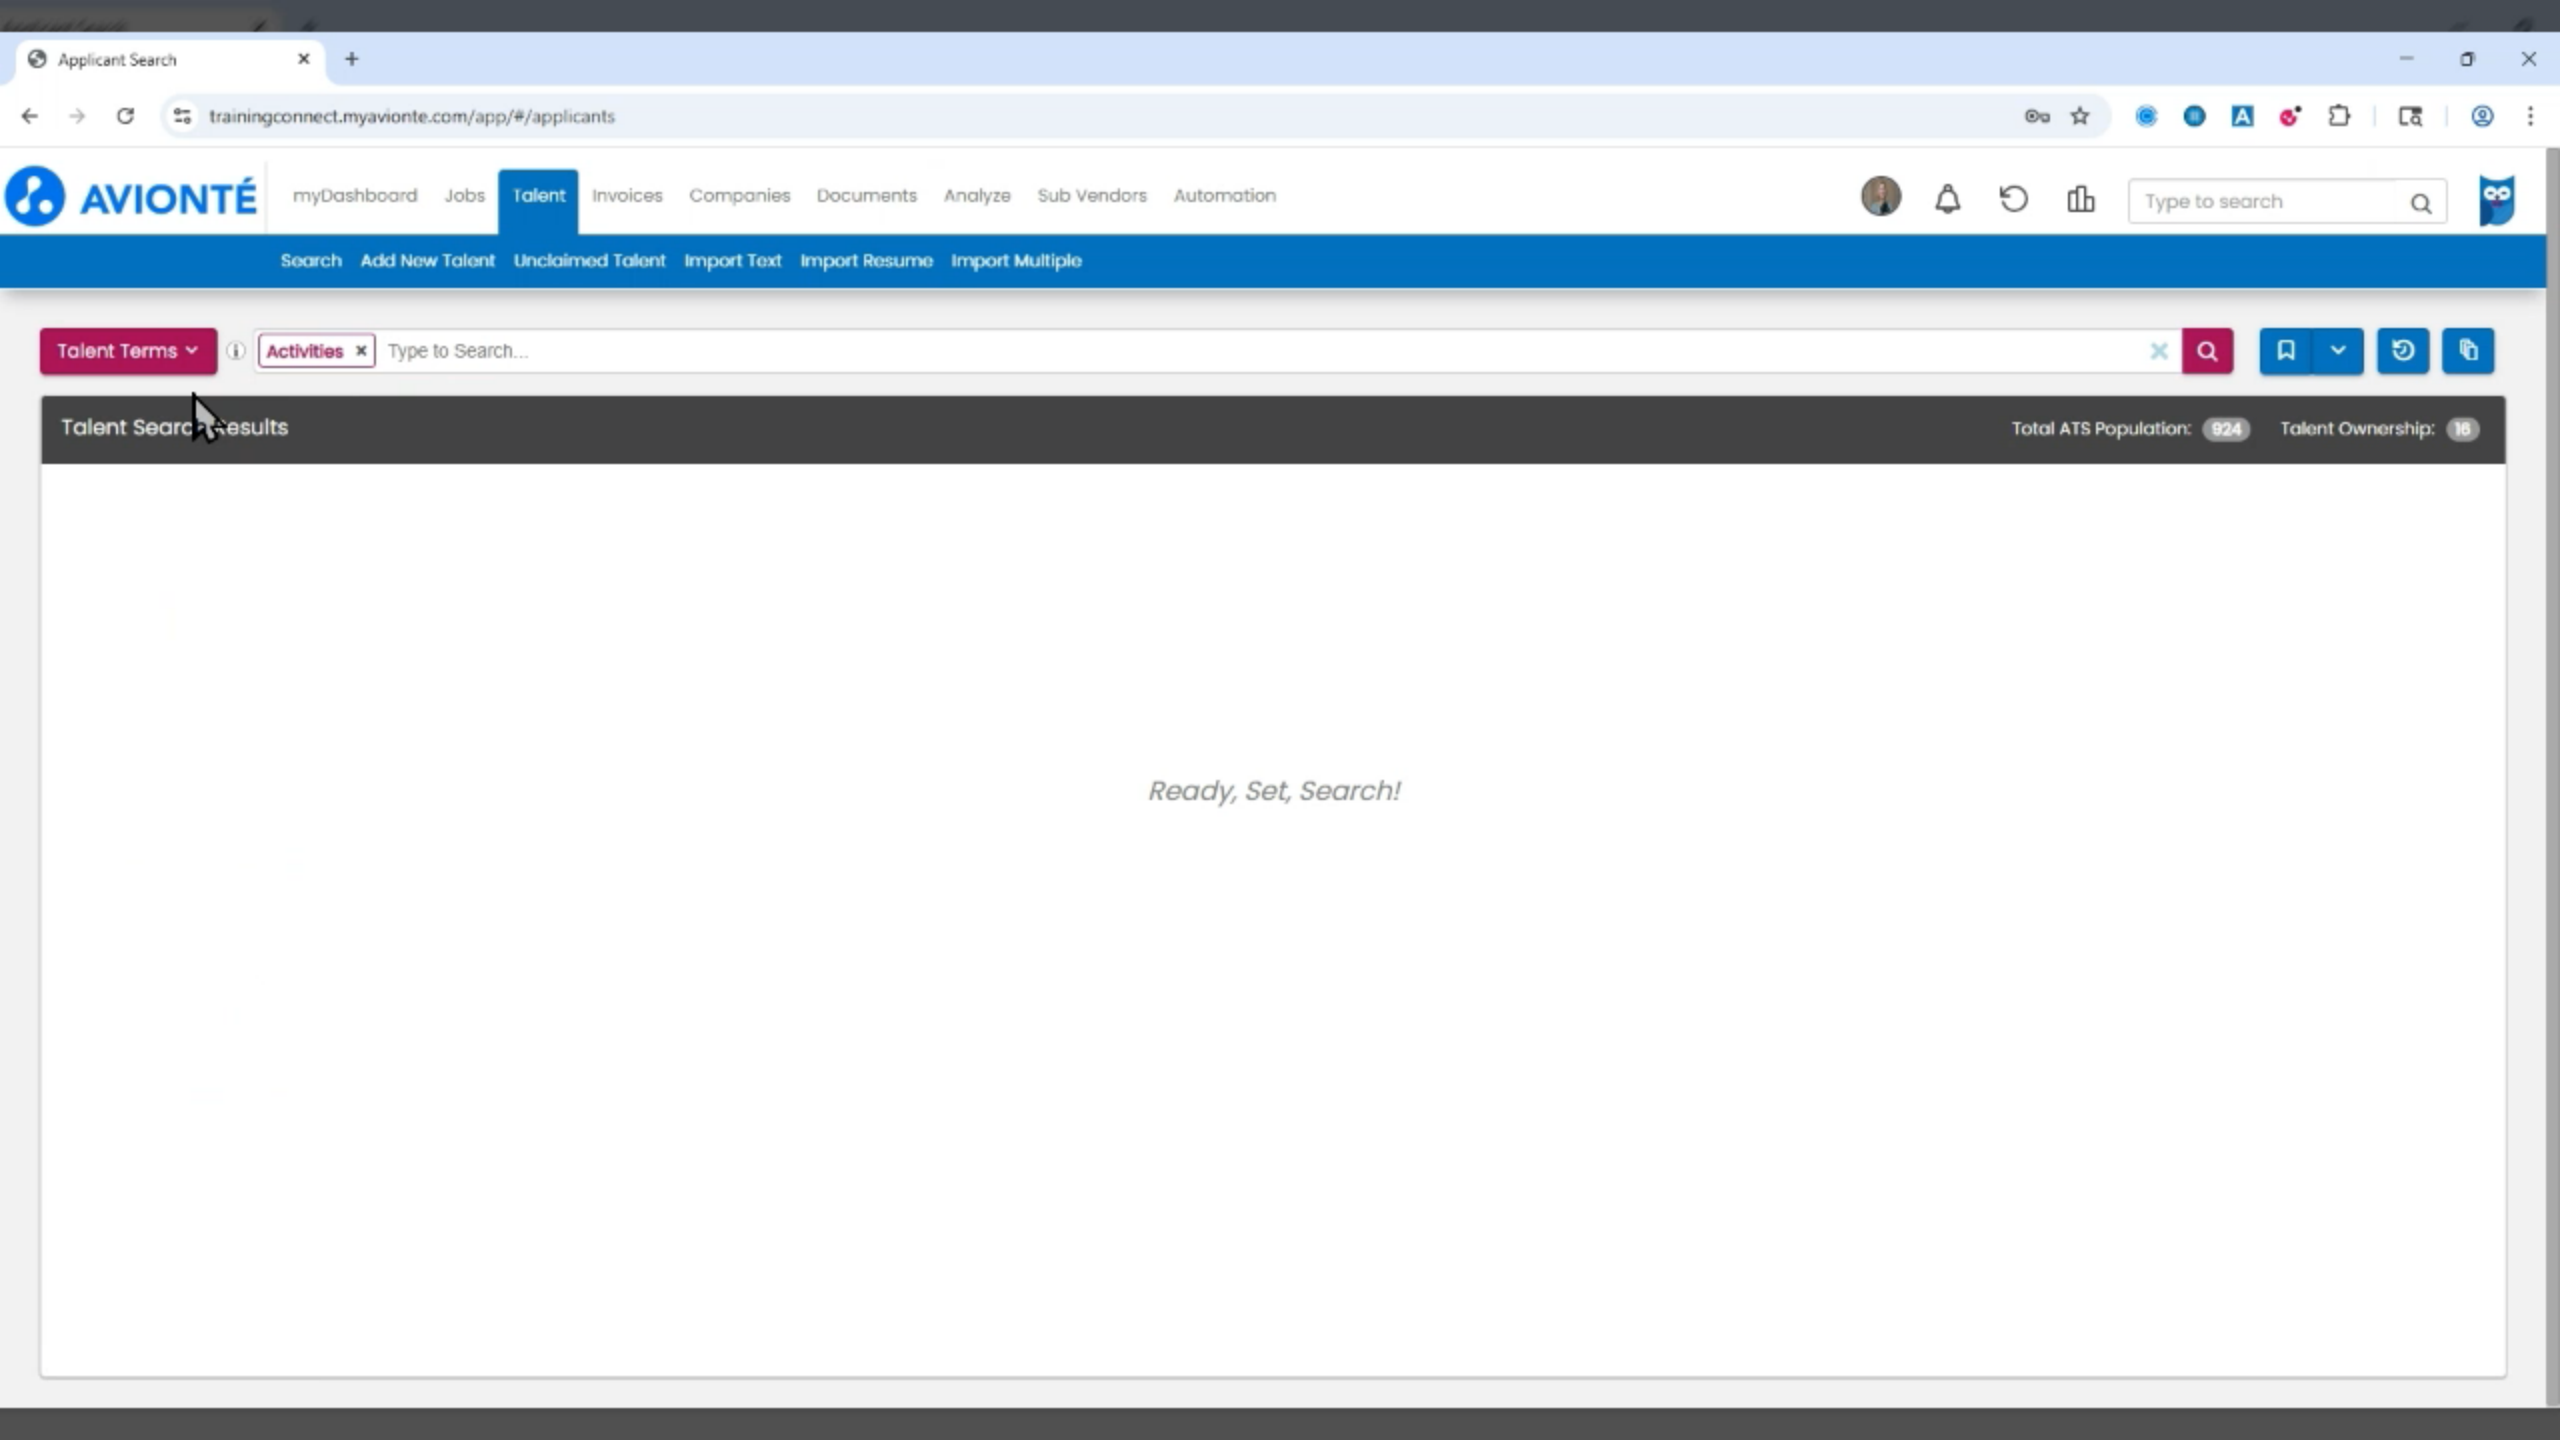 Applicant Search
trainingconnect.myavionte.com/app/#/applicants
AVIONTÉ
myDashboard Jobs Talent Invoices Companies Documents Analyze Sub Vendors Automation
Type to search
Search Add New Talent Unclaimed Talent Import Text Import Resume Import Multiple
Talent Terms Activities Type to Search...
Talent Search Results Total ATS Population: 924 Talent Ownership: 16
Ready, Set, Search!